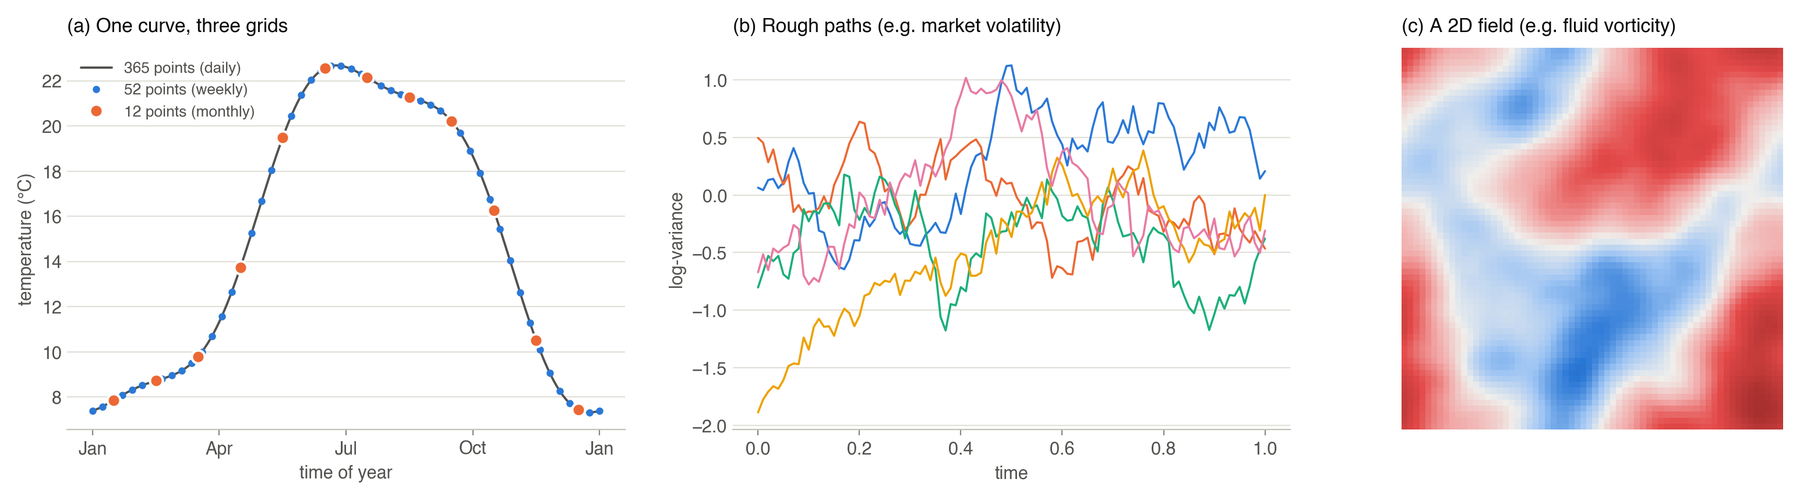 (a) One curve, three grids
365 points (daily)
52 points (weekly)
12 points (monthly)
temperature (°C)
22
20
18
16
14
12
10
8
Jan
Apr
Jul
Oct
Jan
time of year
(b) Rough paths (e.g. market volatility)
log-variance
1.0
0.5
0.0
−0.5
−1.0
−1.5
−2.0
0.0
0.2
0.4
0.6
0.8
1.0
time
(c) A 2D field (e.g. fluid vorticity)